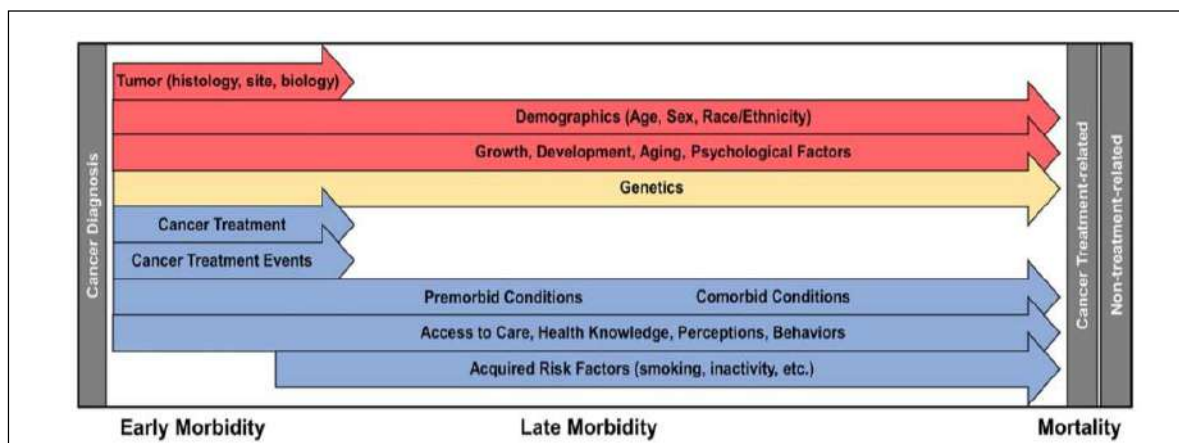 Cancer Diagnosis
Tumor (histology, site, biology)
Demographics (Age, Sex, Race/Ethnicity)
Growth, Development, Aging, Psychological Factors
Genetics
Cancer Treatment
Cancer Treatment Events
Premorbid Conditions Comorbid Conditions
Access to Care, Health Knowledge, Perceptions, Behaviors
Acquired Risk Factors (smoking, inactivity, etc.)
Cancer Treatment-related
Non-treatment-related
Early Morbidity Late Morbidity Mortality